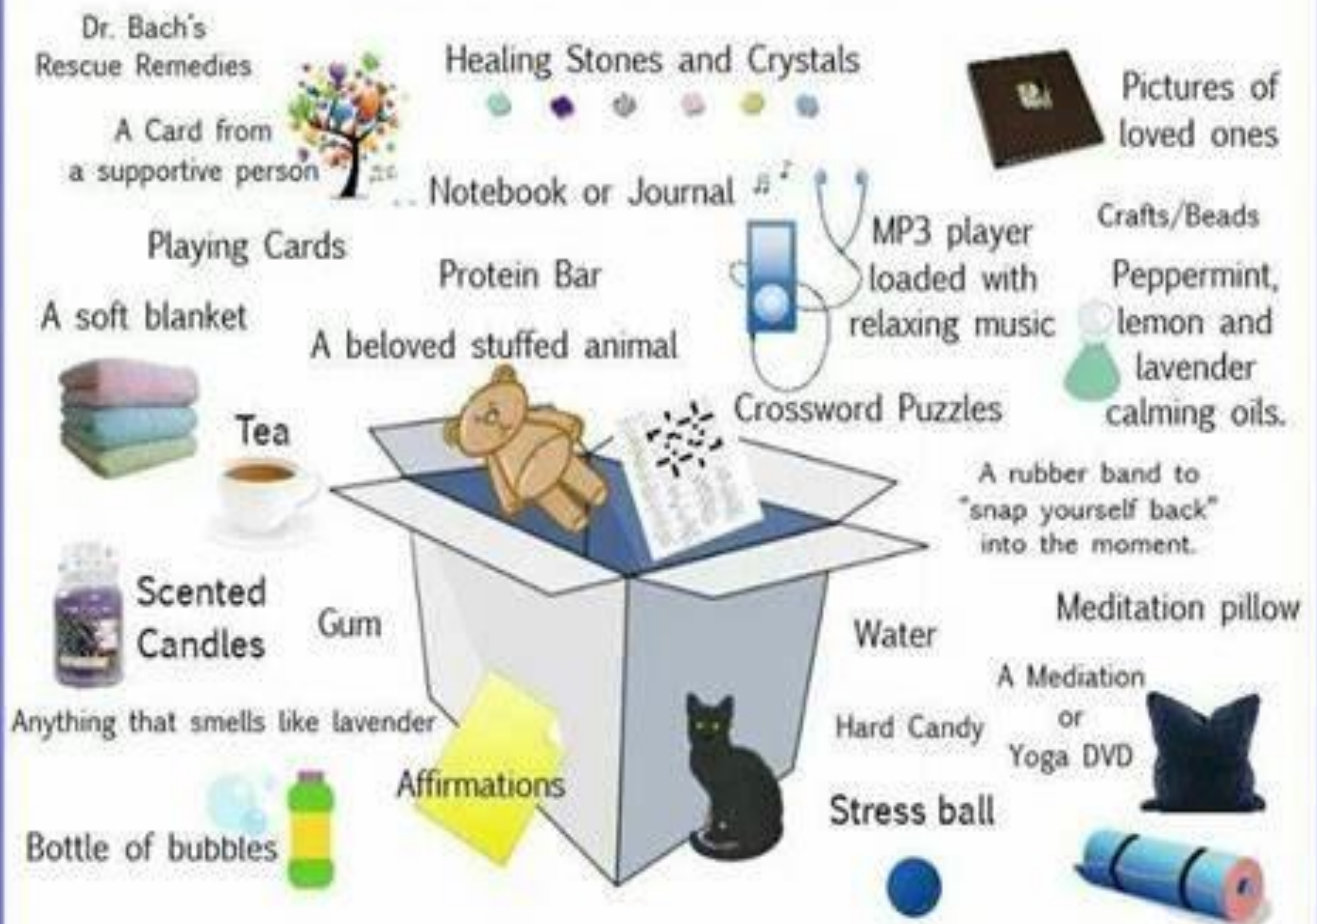 Dr. Bach's
Rescue Remedies
A Card from
a supportive person
Healing Stones and Crystals
Pictures of
loved ones
Notebook or Journal
Playing Cards
Protein Bar
MP3 player
loaded with
relaxing music
Crafts/Beads
Peppermint,
lemon and
lavender
calming oils.
A soft blanket
A beloved stuffed animal
Tea
Crossword Puzzles
A rubber band to
"snap yourself back"
into the moment.
Scented
Candles
Gum
Water
Meditation pillow
Anything that smells like lavender
Affirmations
Hard Candy
A Mediation
or
Yoga DVD
Stress ball
Bottle of bubbles